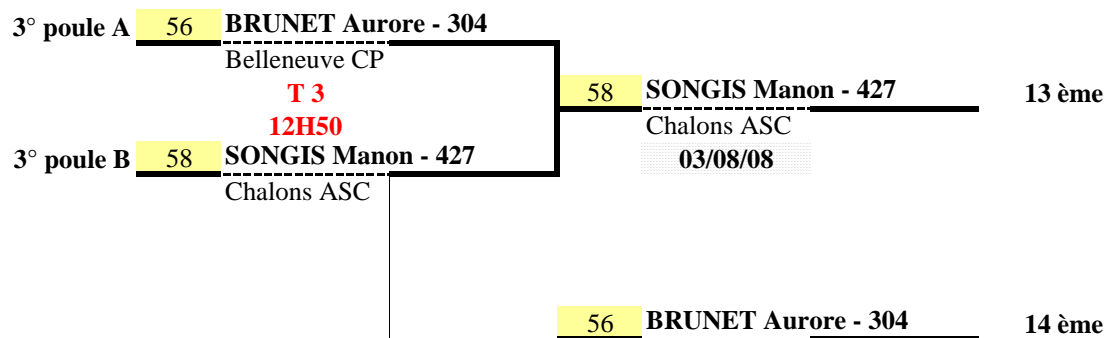 3° poule A 56 BRUNET Aurore - 304
Belleneuve CP
T 3
12H50
3° poule B 58 SONGIS Manon - 427
Chalons ASC
58 SONGIS Manon - 427 13 ème
Chalons ASC
03/08/08
56 BRUNET Aurore - 304 14 ème